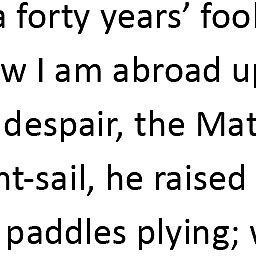 a forty years’ fool
w I am abroad up
despair, the Mat
nt-sail, he raised
paddles plying; w